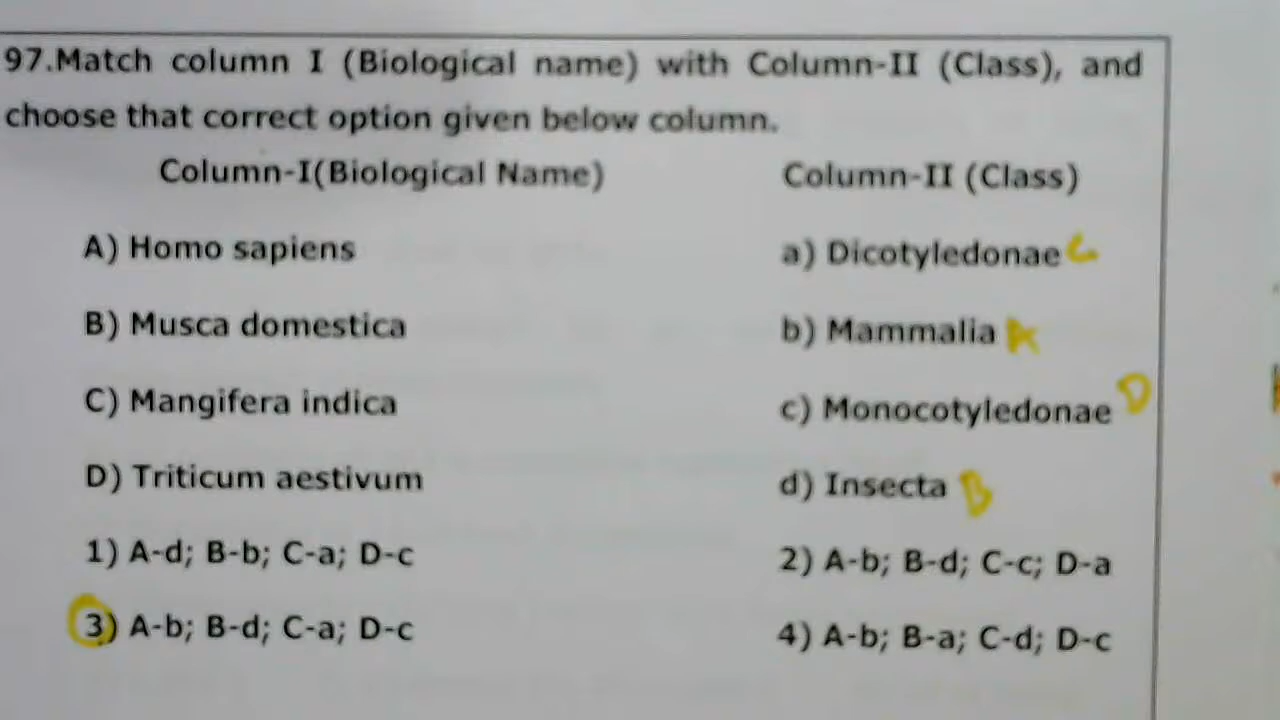 97.Match column I (Biological name) with Column-II (Class), and
choose that correct option given below column.
Column-I(Biological Name) Column-II (Class)
A) Homo sapiens a) Dicotyledonae C
B) Musca domestica b) Mammalia A
C) Mangifera indica c) Monocotyledonae D
D) Triticum aestivum d) Insecta B
1) A-d; B-b; C-a; D-c 2) A-b; B-d; C-c; D-a
3) A-b; B-d; C-a; D-c 4) A-b; B-a; C-d; D-c